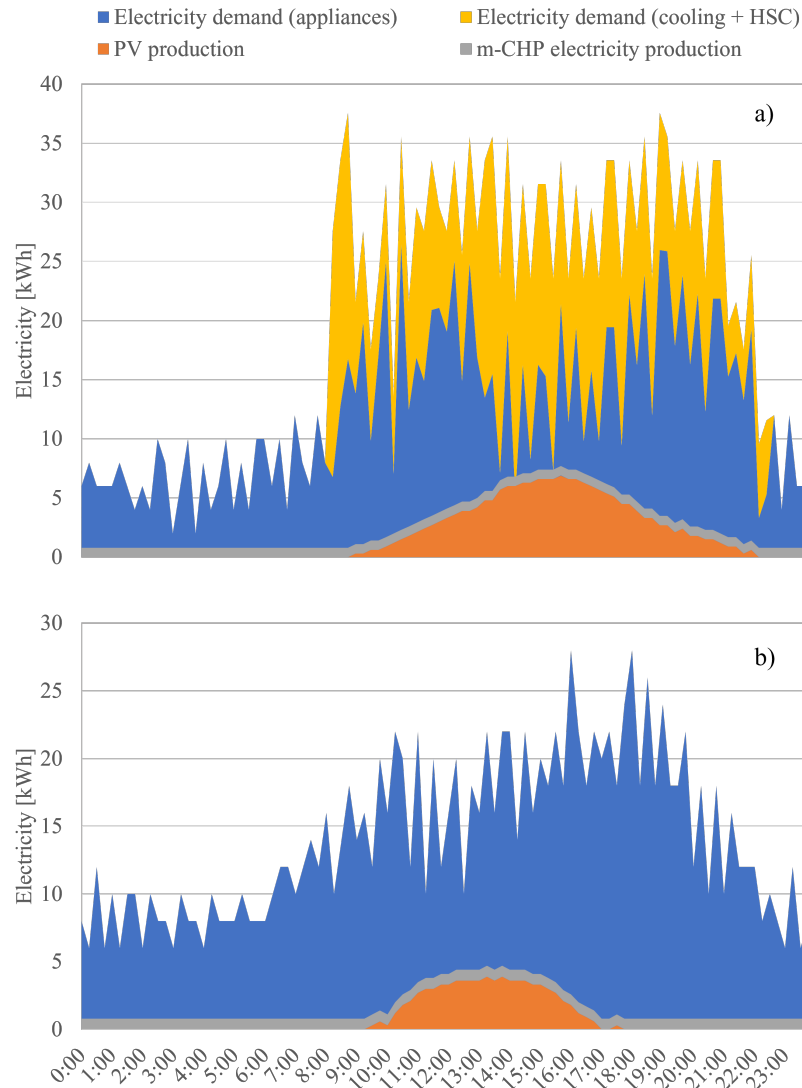 Electricity demand (appliances) Electricity demand (cooling + HSC)
PV production m-CHP electricity production
40
a)
35
30
25
20
15
10
5
0
Electricity [kWh]
30
b)
25
20
15
10
5
0
Electricity [kWh]
0:00 1:00 2:00 3:00 4:00 5:00 6:00 7:00 8:00 9:00 10:00 11:00 12:00 13:00 14:00 15:00 16:00 17:00 18:00 19:00 20:00 21:00 22:00 23:00